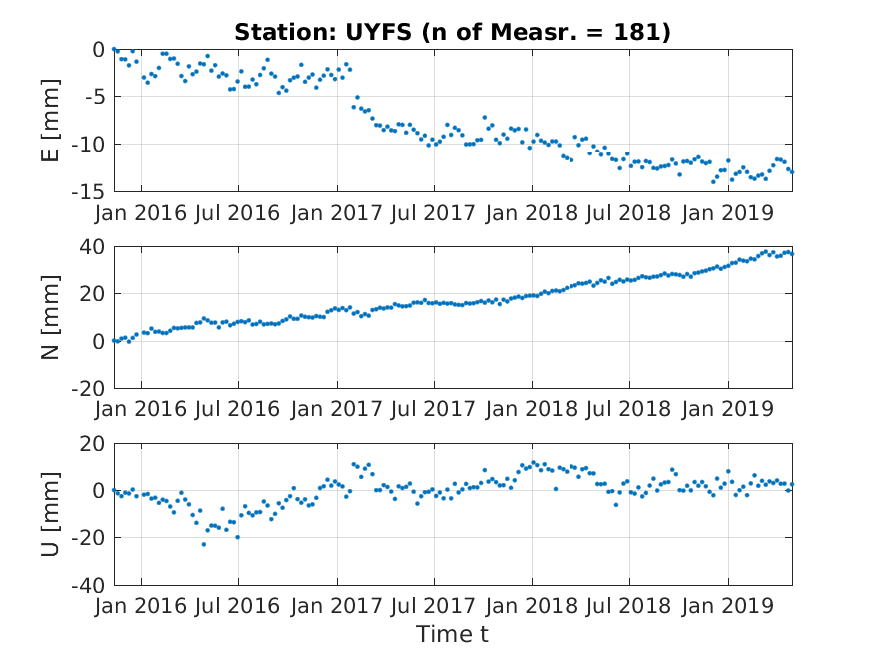 Station: UYFS (n of Measr. = 181)
E [mm]
0
-5
-10
-15
Jan 2016 Jul 2016 Jan 2017 Jul 2017 Jan 2018 Jul 2018 Jan 2019
N [mm]
40
20
0
-20
Jan 2016 Jul 2016 Jan 2017 Jul 2017 Jan 2018 Jul 2018 Jan 2019
U [mm]
20
0
-20
-40
Jan 2016 Jul 2016 Jan 2017 Jul 2017 Jan 2018 Jul 2018 Jan 2019
Time t